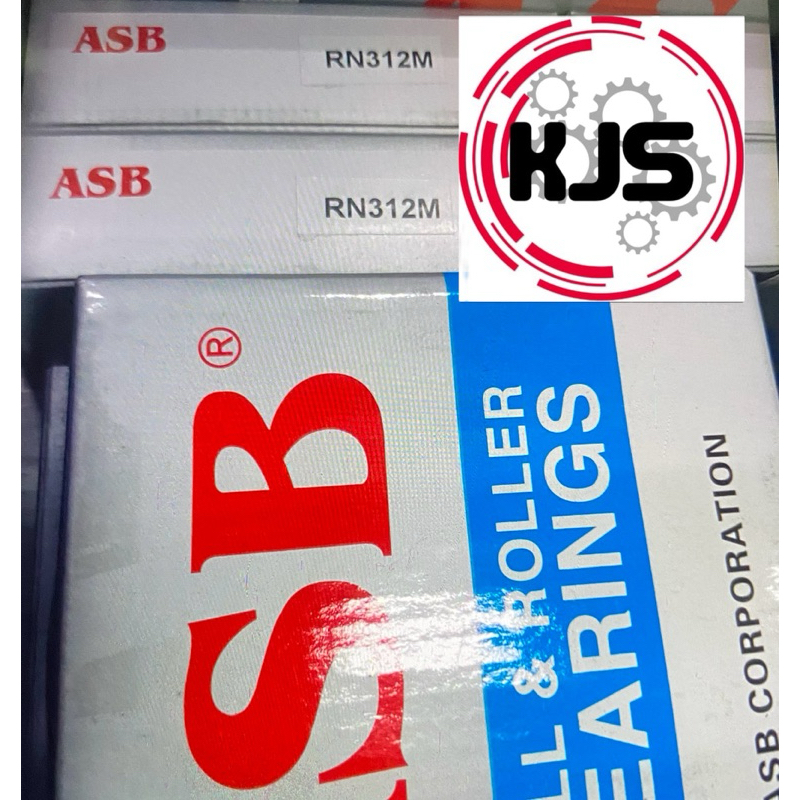 ASB
RN312M
KJS
ASB
RN312M
®
SB
LL & ROLLER
EARINGS
ASB CORPORATION